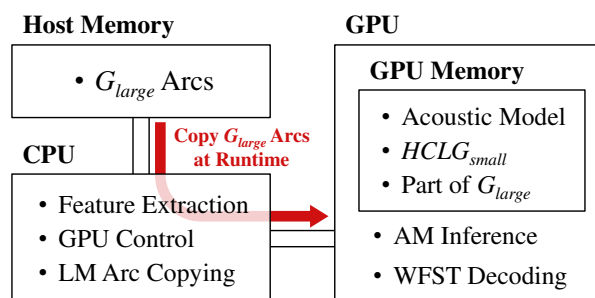 Host Memory
• G_large Arcs
Copy G_large Arcs
at Runtime
CPU
• Feature Extraction
• GPU Control
• LM Arc Copying
GPU
GPU Memory
• Acoustic Model
• HCLG_small
• Part of G_large
• AM Inference
• WFST Decoding